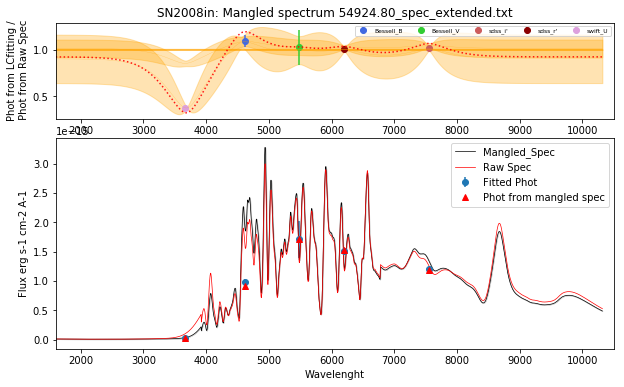 SN2008in: Mangled spectrum 54924.80_spec_extended.txt
Phot from LCfitting /
Phot from Raw Spec
1.0
0.5
Bessell_B
Bessell_V
sdss_i'
sdss_r'
swift_U
2000 3000 4000 5000 6000 7000 8000 9000 10000
Flux erg s-1 cm-2 A-1
3.0
2.5
2.0
1.5
1.0
0.5
0.0
Mangled_Spec
Raw Spec
Fitted Phot
Phot from mangled spec
2000 3000 4000 5000 6000 7000 8000 9000 10000
Wavelenght